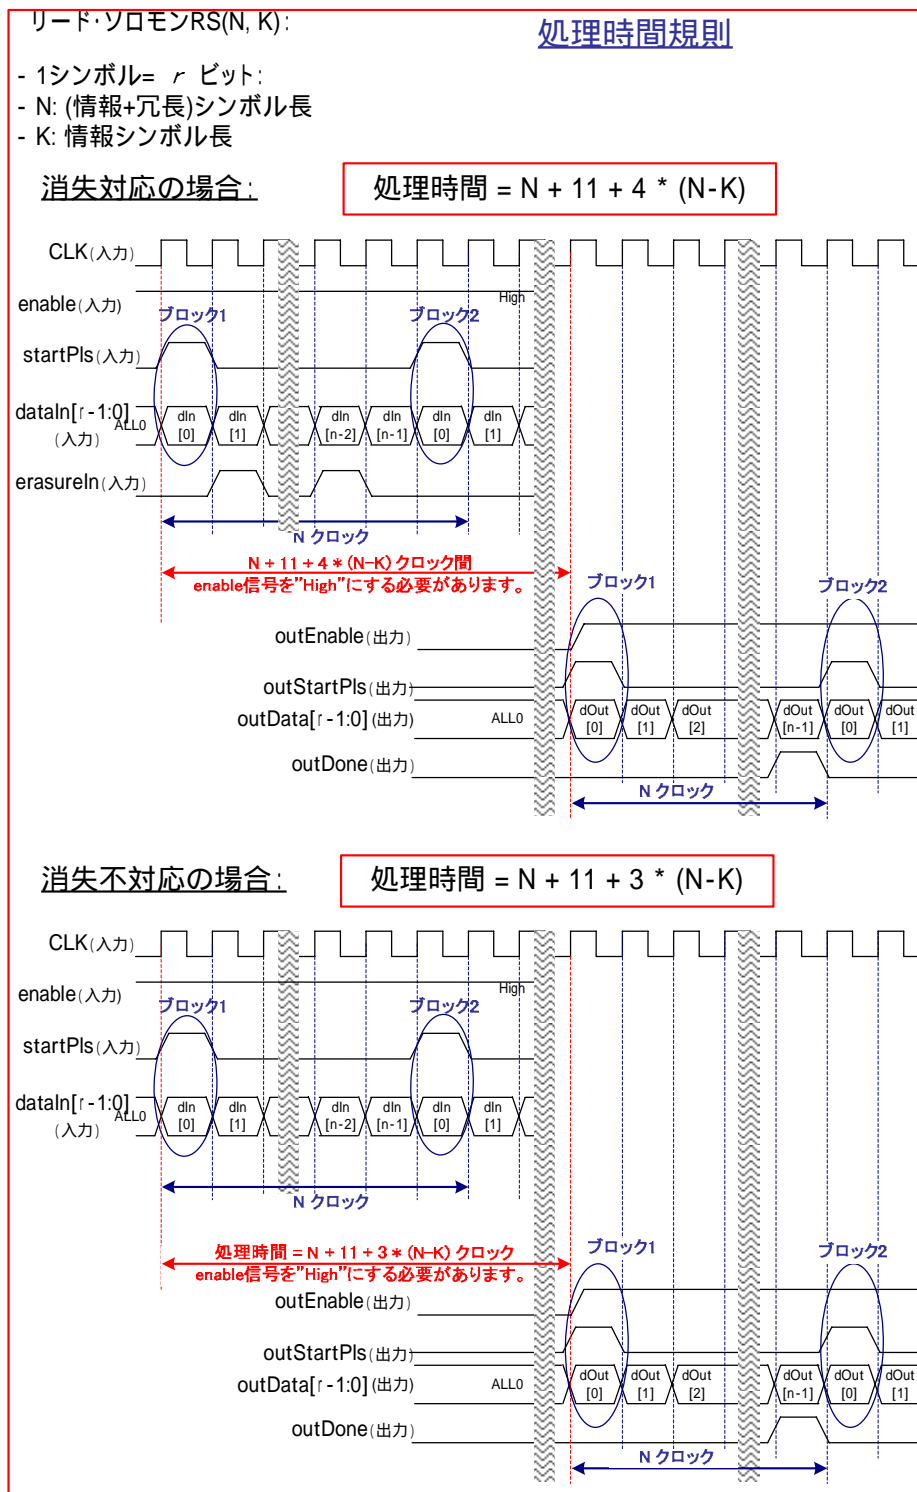 リード・ソロモンRS(N, K):
処理時間規則
- 1シンボル= r ビット:
- N: (情報+冗長)シンボル長
- K: 情報シンボル長
消失対応の場合:
処理時間 = N + 11 + 4 * (N-K)
CLK(入力)
enable(入力)
High
ブロック1
ブロック2
startPls(入力)
dataIn[r-1:0]
(入力)
ALL0
dIn [0]
dIn [1]
dIn [n-2]
dIn [n-1]
dIn [0]
dIn [1]
erasureIn(入力)
N クロック
N + 11 + 4 * (N-K) クロック間
enable信号を"High"にする必要があります。
ブロック1
ブロック2
outEnable(出力)
outStartPls(出力)
outData[r-1:0](出力)
ALL0
dOut [0]
dOut [1]
dOut [2]
dOut [n-1]
dOut [0]
dOut [1]
outDone(出力)
N クロック
消失不対応の場合:
処理時間 = N + 11 + 3 * (N-K)
CLK(入力)
enable(入力)
High
ブロック1
ブロック2
startPls(入力)
dataIn[r-1:0]
(入力)
ALL0
dIn [0]
dIn [1]
dIn [n-2]
dIn [n-1]
dIn [0]
dIn [1]
N クロック
処理時間 = N + 11 + 3 * (N-K) クロック
enable信号を"High"にする必要があります。
ブロック1
ブロック2
outEnable(出力)
outStartPls(出力)
outData[r-1:0](出力)
ALL0
dOut [0]
dOut [1]
dOut [2]
dOut [n-1]
dOut [0]
dOut [1]
outDone(出力)
N クロック